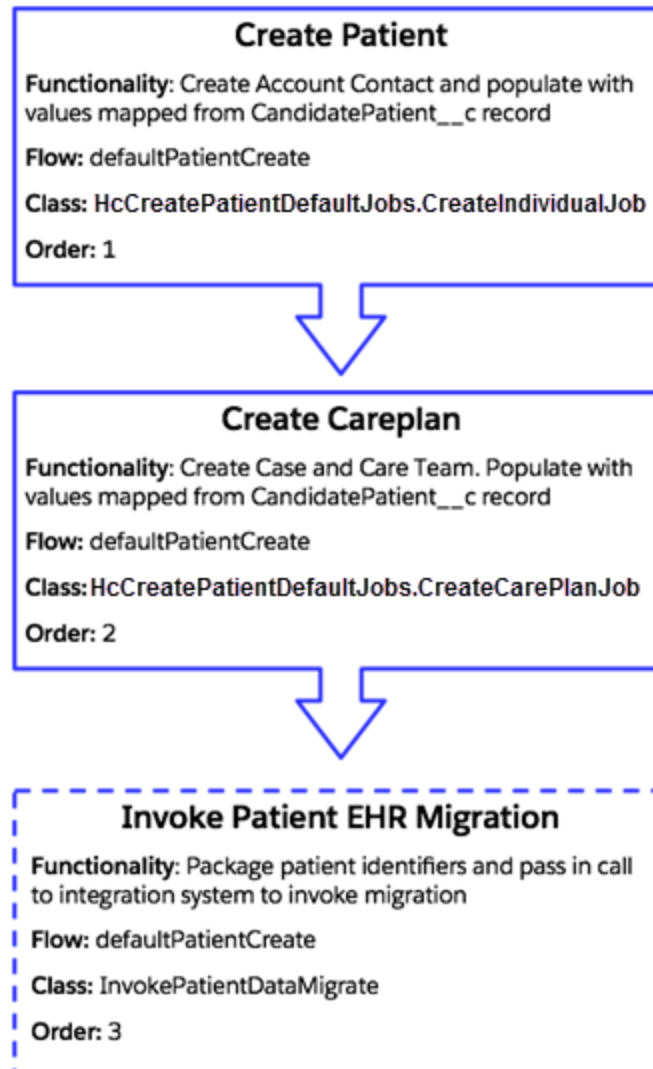 Create Patient
Functionality: Create Account Contact and populate with
values mapped from CandidatePatient__c record
Flow: defaultPatientCreate
Class: HcCreatePatientDefaultJobs.CreateIndividualJob
Order: 1
Create Careplan
Functionality: Create Case and Care Team. Populate with
values mapped from CandidatePatient__c record
Flow: defaultPatientCreate
Class: HcCreatePatientDefaultJobs.CreateCarePlanJob
Order: 2
Invoke Patient EHR Migration
Functionality: Package patient identifiers and pass in call
to integration system to invoke migration
Flow: defaultPatientCreate
Class: InvokePatientDataMigrate
Order: 3